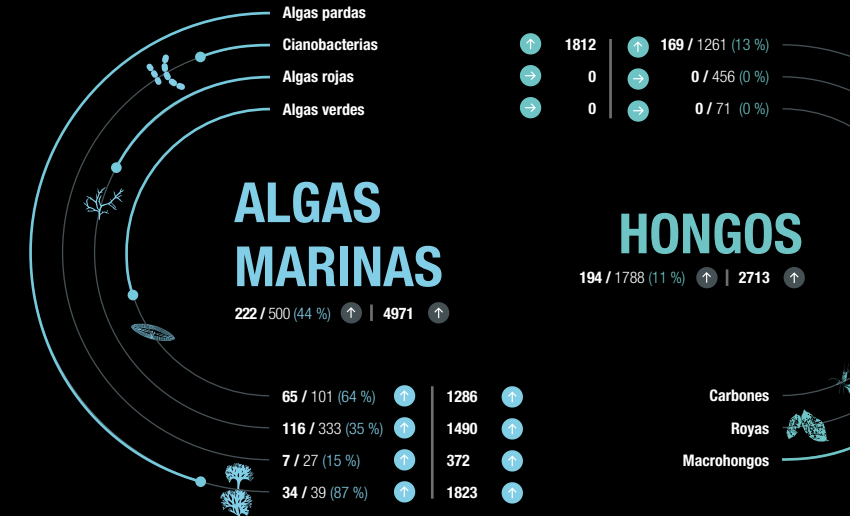 Algas pardas
Cianobacterias
Algas rojas
Algas verdes
1812
169 / 1261 (13 %)
0
0 / 456 (0 %)
0
0 / 71 (0 %)
ALGAS
MARINAS
222 / 500 (44 %) | 4971
HONGOS
194 / 1788 (11 %) | 2713
65 / 101 (64 %)
1286
116 / 333 (35 %)
1490
7 / 27 (15 %)
372
34 / 39 (87 %)
1823
Carbones
Royas
Macrohongos